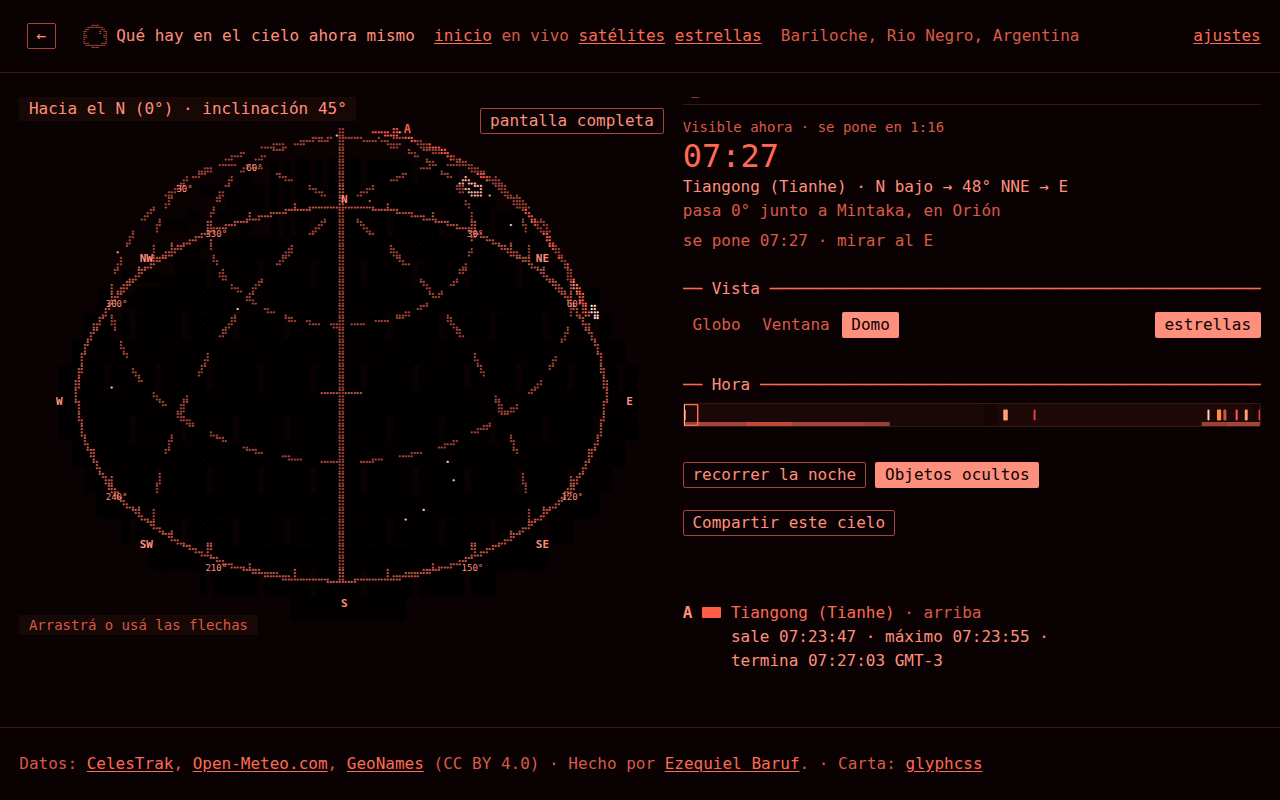 ← Qué hay en el cielo ahora mismo inicio en vivo satélites estrellas Bariloche, Rio Negro, Argentina ajustes
Hacia el N (0°) · inclinación 45°
pantalla completa
A
60°
30°
N
330°
30°
NW
NE
300°
60°
W
E
240°
120°
SW
SE
210°
150°
S
Arrastrá o usá las flechas
Visible ahora · se pone en 1:16
07:27
Tiangong (Tianhe) · N bajo → 48° NNE → E
pasa 0° junto a Mintaka, en Orión
se pone 07:27 · mirar al E
Vista
Globo Ventana Domo estrellas
Hora
recorrer la noche Objetos ocultos
Compartir este cielo
A Tiangong (Tianhe) · arriba
sale 07:23:47 · máximo 07:23:55 ·
termina 07:27:03 GMT-3
Datos: CelesTrak, Open-Meteo.com, GeoNames (CC BY 4.0) · Hecho por Ezequiel Baruf. · Carta: glyphcss